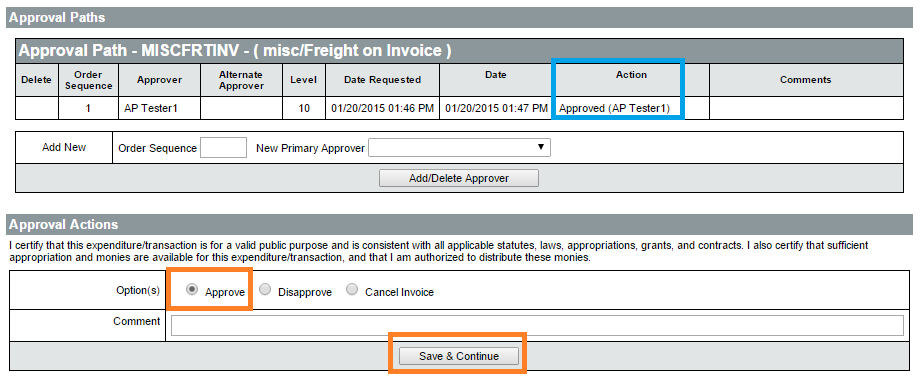 Approval Paths
Approval Path - MISCFRTINV - ( misc/Freight on Invoice )
Delete Order Sequence Approver Alternate Approver Level Date Requested Date Action Comments
1 AP Tester1 10 01/20/2015 01:46 PM 01/20/2015 01:47 PM Approved (AP Tester1)
Add New Order Sequence New Primary Approver
Add/Delete Approver
Approval Actions
I certify that this expenditure/transaction is for a valid public purpose and is consistent with all applicable statutes, laws, appropriations, grants, and contracts. I also certify that sufficient
appropriation and monies are available for this expenditure/transaction, and that I am authorized to distribute these monies.
Option(s) Approve Disapprove Cancel Invoice
Comment
Save & Continue